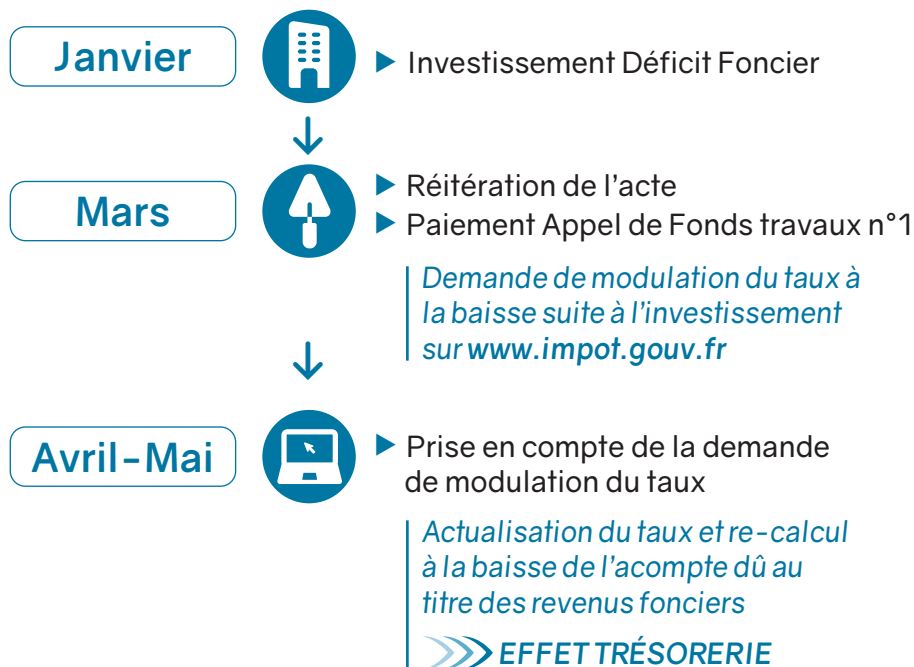 Janvier
▶ Investissement Déficit Foncier
Mars
▶ Réitération de l'acte
▶ Paiement Appel de Fonds travaux n°1
Demande de modulation du taux à
la baisse suite à l'investissement
sur www.impot.gouv.fr
Avril-Mai
▶ Prise en compte de la demande
de modulation du taux
Actualisation du taux et re-calcul
à la baisse de l'acompte dû au
titre des revenus fonciers
EFFET TRÉSORERIE